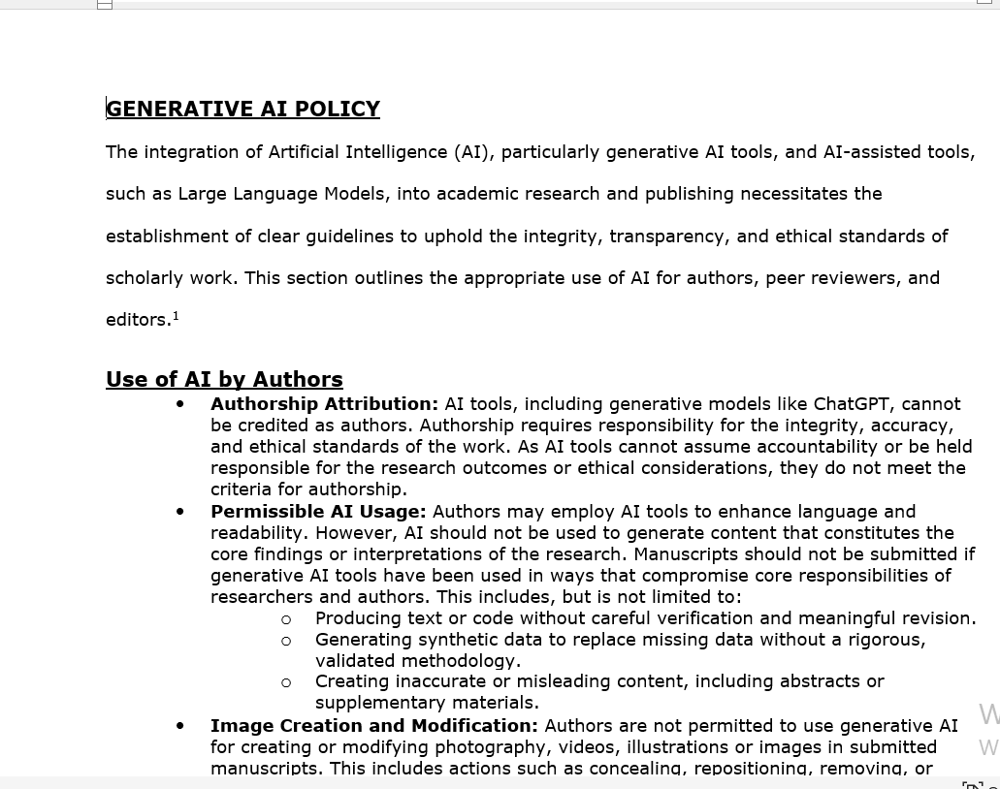 GENERATIVE AI POLICY
The integration of Artificial Intelligence (AI), particularly generative AI tools, and AI-assisted tools,
such as Large Language Models, into academic research and publishing necessitates the
establishment of clear guidelines to uphold the integrity, transparency, and ethical standards of
scholarly work. This section outlines the appropriate use of AI for authors, peer reviewers, and
editors.¹
Use of AI by Authors
• Authorship Attribution: AI tools, including generative models like ChatGPT, cannot
be credited as authors. Authorship requires responsibility for the integrity, accuracy,
and ethical standards of the work. As AI tools cannot assume accountability or be held
responsible for the research outcomes or ethical considerations, they do not meet the
criteria for authorship.
• Permissible AI Usage: Authors may employ AI tools to enhance language and
readability. However, AI should not be used to generate content that constitutes the
core findings or interpretations of the research. Manuscripts should not be submitted if
generative AI tools have been used in ways that compromise core responsibilities of
researchers and authors. This includes, but is not limited to:
o Producing text or code without careful verification and meaningful revision.
o Generating synthetic data to replace missing data without a rigorous,
validated methodology.
o Creating inaccurate or misleading content, including abstracts or
supplementary materials.
• Image Creation and Modification: Authors are not permitted to use generative AI
for creating or modifying photography, videos, illustrations or images in submitted
manuscripts. This includes actions such as concealing, repositioning, removing, or